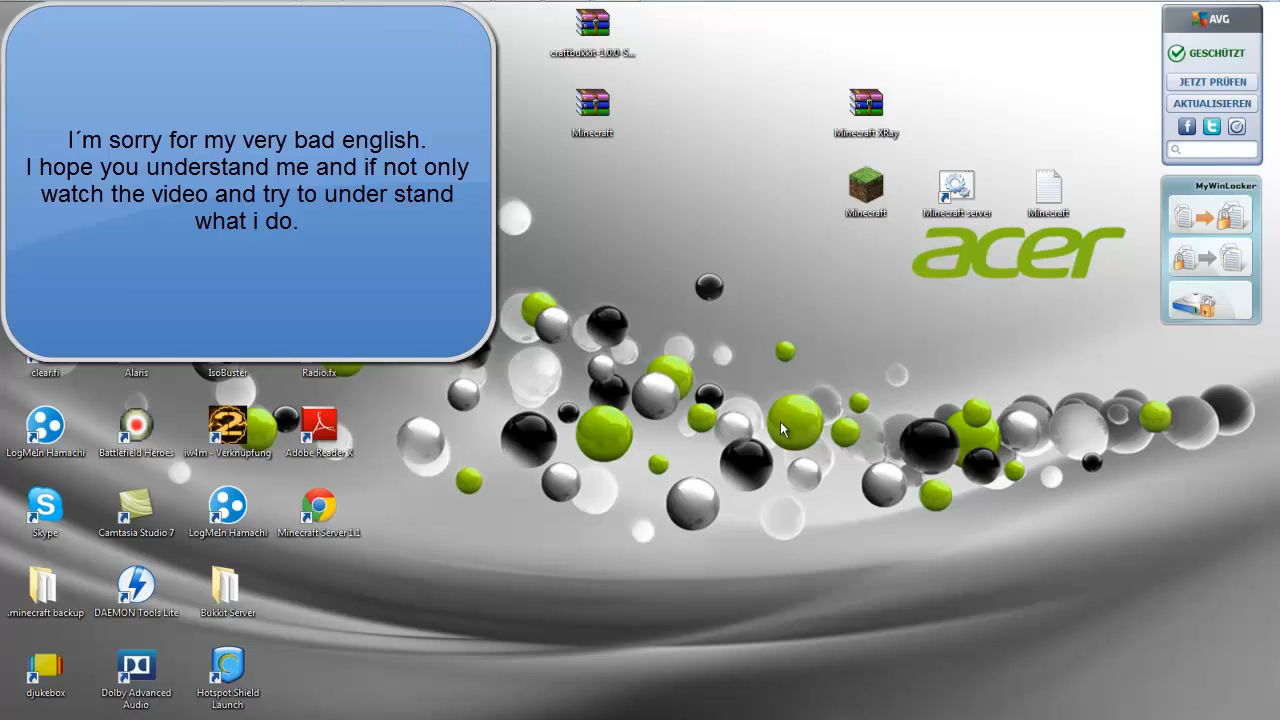 I´m sorry for my very bad english.
I hope you understand me and if not only
watch the video and try to under stand
what i do.
craftbukkit-1.0.0-S...
Minecraft
Minecraft XRay
Minecraft
Minecraft server
Minecraft
acer
AVG
GESCHÜTZT
JETZT PRÜFEN
AKTUALISIEREN
MyWinLocker
clear.fi
Alaris
IsoBuster
Radio.fx
LogMeIn Hamachi
Battlefield Heroes
iw4m - Verknüpfung
Adobe Reader X
Skype
Camtasia Studio 7
LogMeIn Hamachi
Minecraft Server 1.1
.minecraft backup
DAEMON Tools Lite
Bukkit Server
djukebox
Dolby Advanced
Audio
Hotspot Shield
Launch